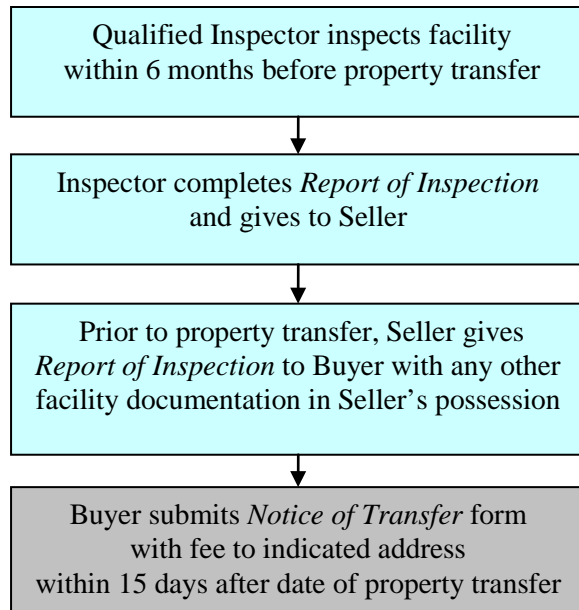 Qualified Inspector inspects facility
within 6 months before property transfer
Inspector completes Report of Inspection
and gives to Seller
Prior to property transfer, Seller gives
Report of Inspection to Buyer with any other
facility documentation in Seller’s possession
Buyer submits Notice of Transfer form
with fee to indicated address
within 15 days after date of property transfer